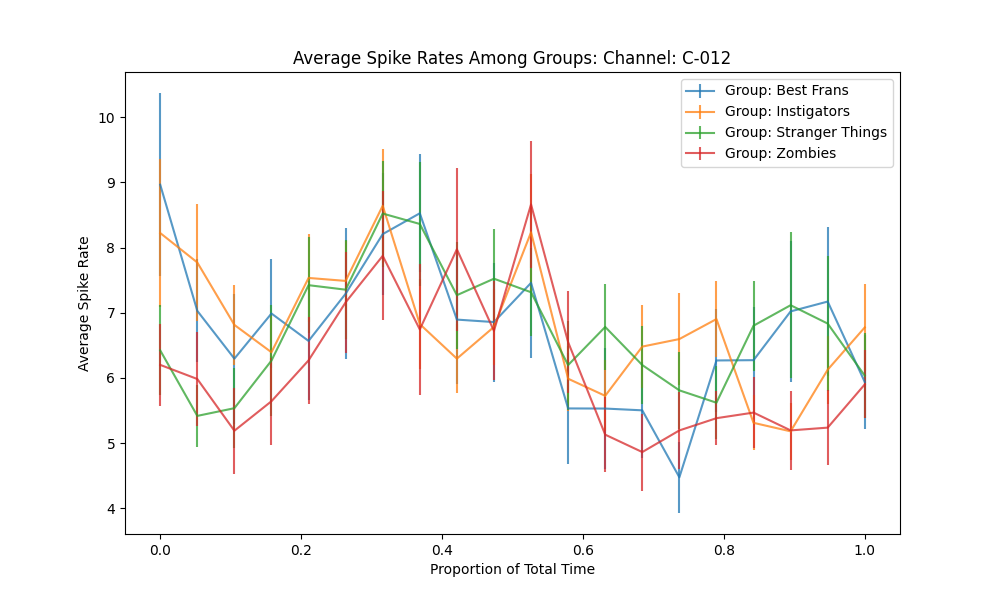 Average Spike Rates Among Groups: Channel: C-012
Group: Best Frans
Group: Instigators
Group: Stranger Things
Group: Zombies
Average Spike Rate
10
9
8
7
6
5
4
0.0 0.2 0.4 0.6 0.8 1.0
Proportion of Total Time